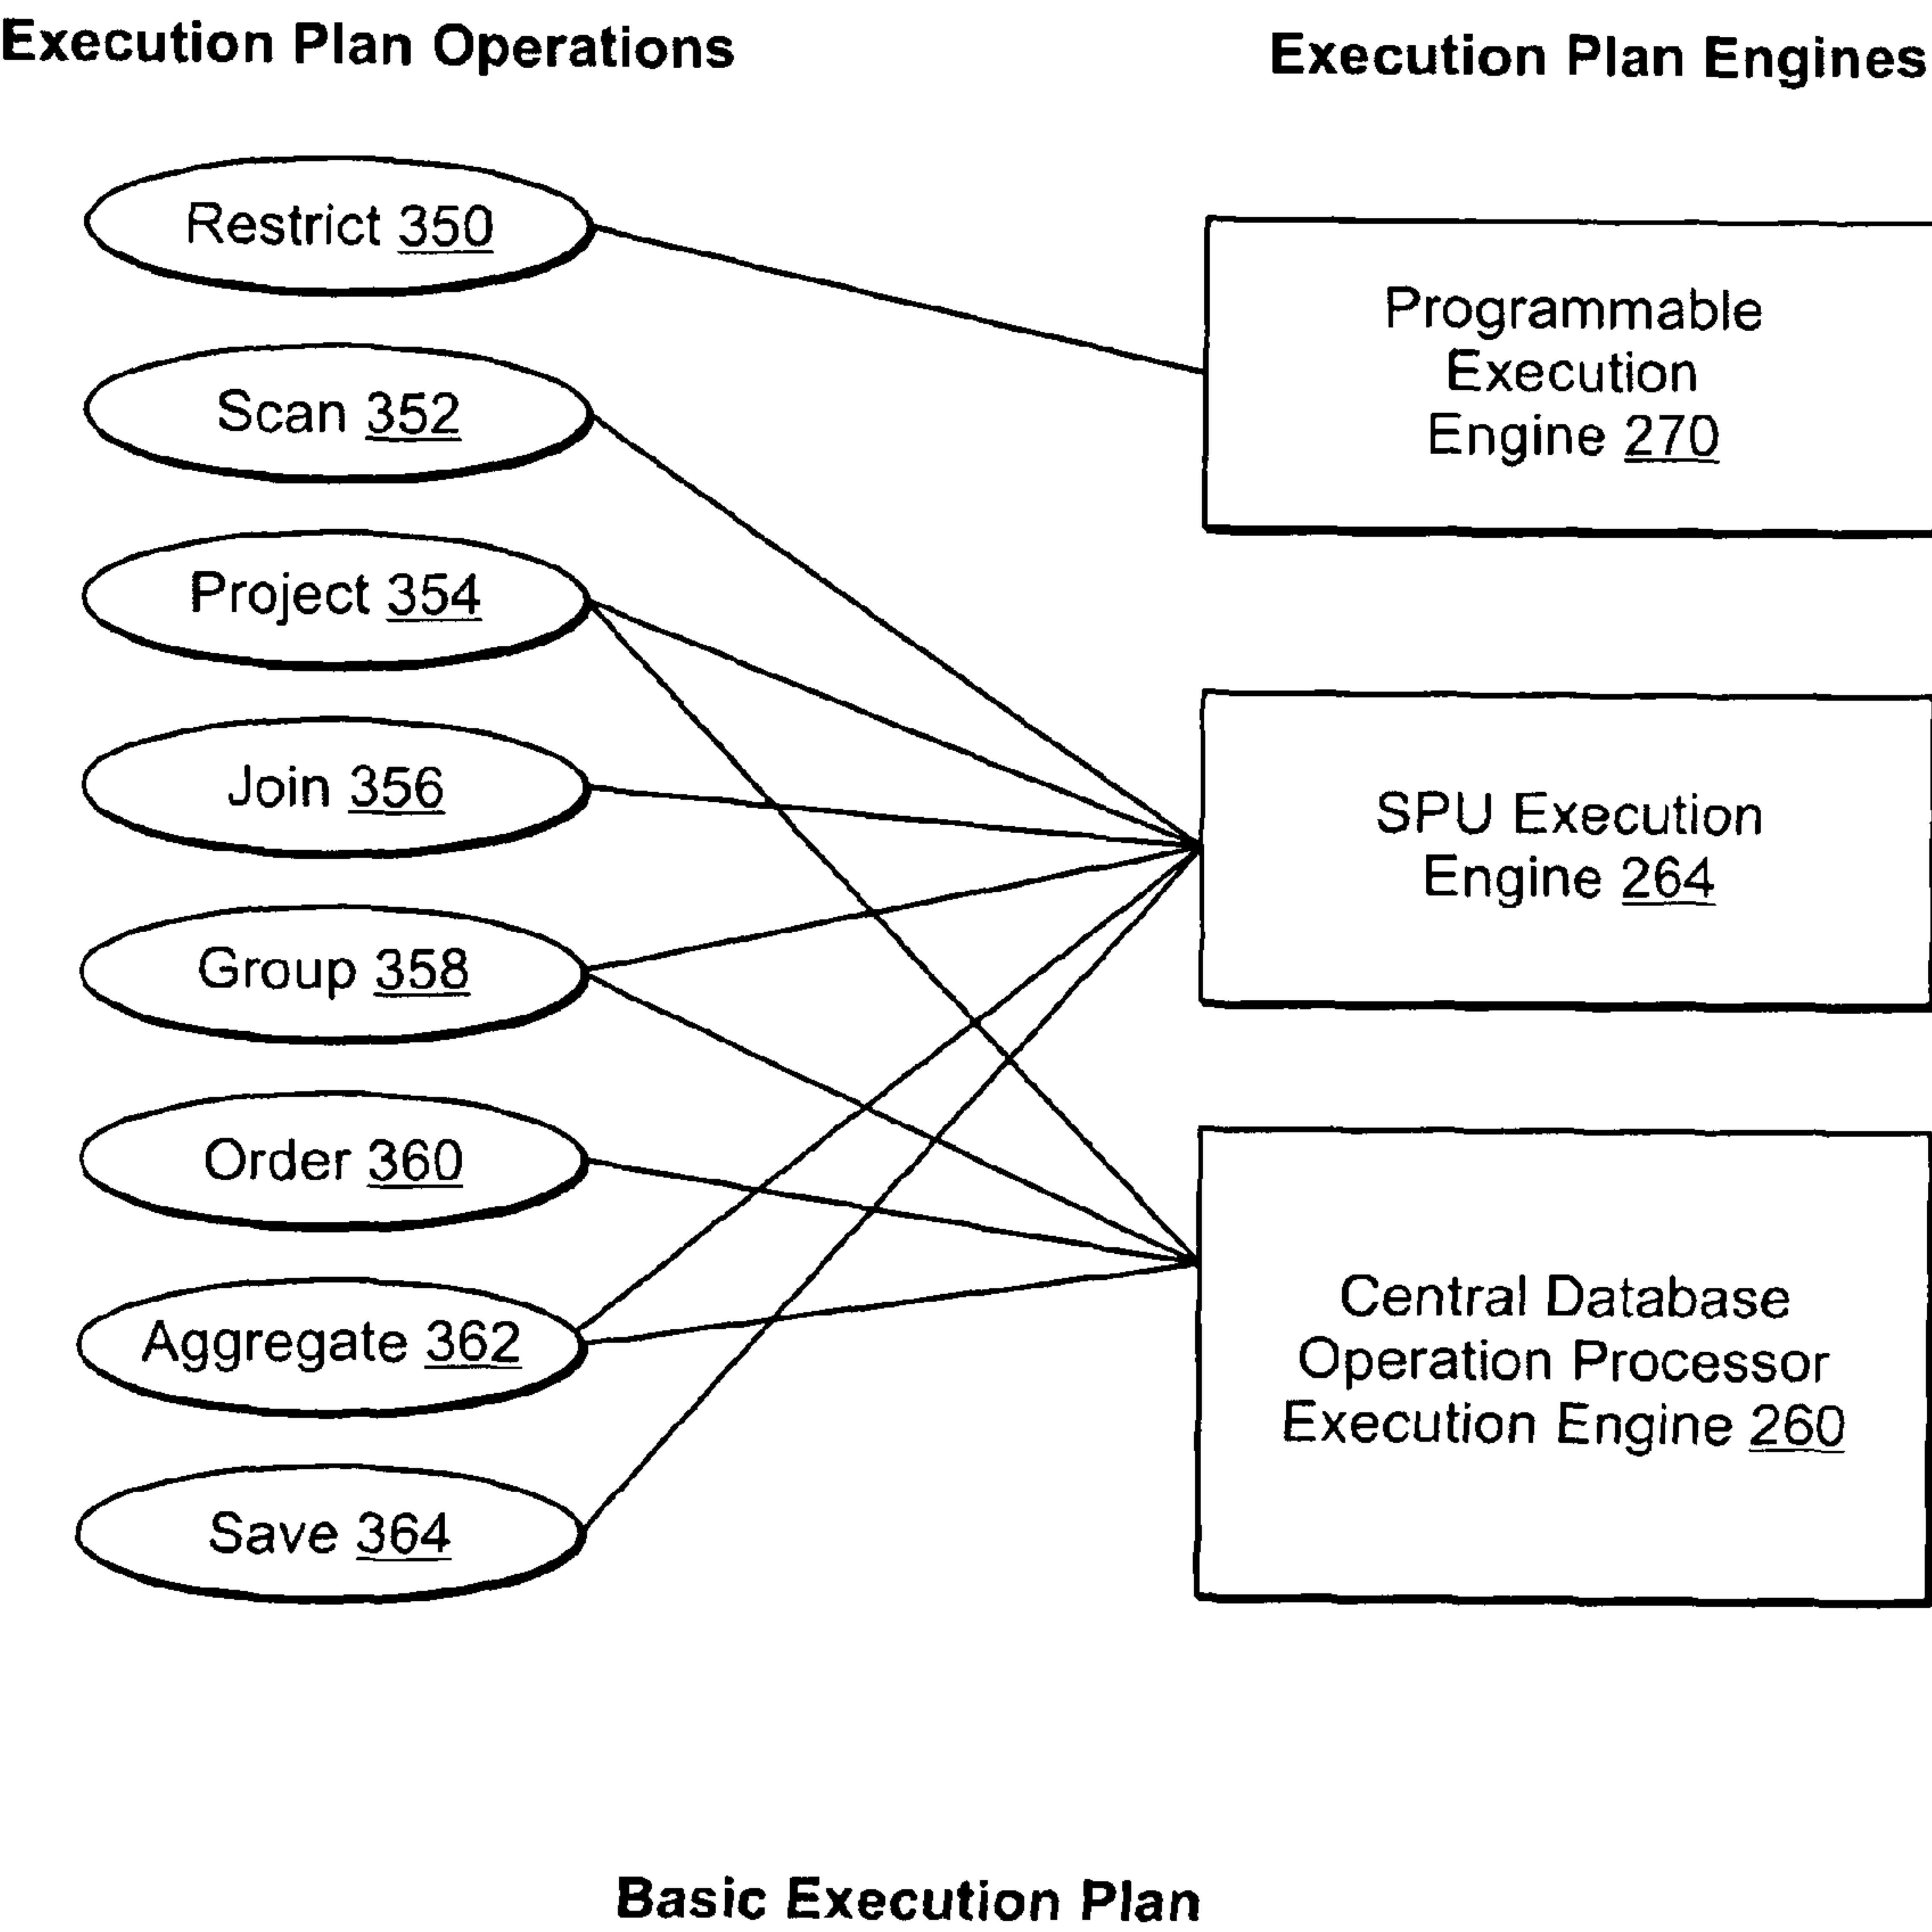 Execution Plan Operations
Execution Plan Engines
Restrict 350
Scan 352
Project 354
Join 356
Group 358
Order 360
Aggregate 362
Save 364
Programmable
Execution
Engine 270
SPU Execution
Engine 264
Central Database
Operation Processor
Execution Engine 260
Basic Execution Plan